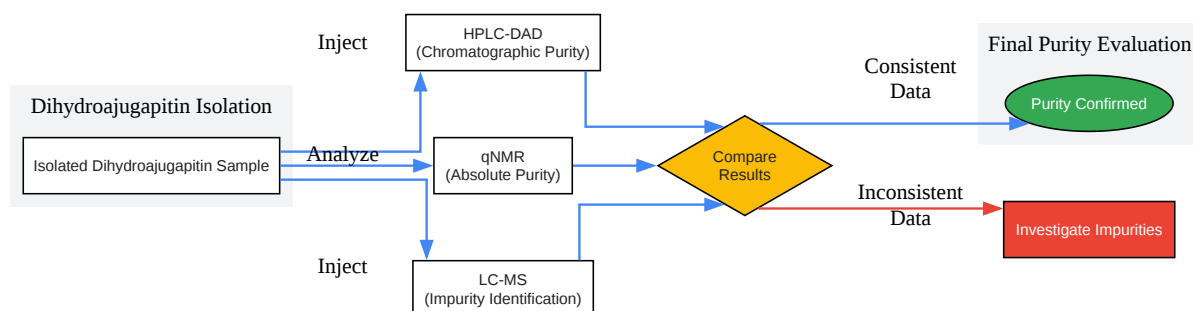 Dihydroajugapitin Isolation
Isolated Dihydroajugapitin Sample
Inject
Analyze
Inject
HPLC-DAD
(Chromatographic Purity)
qNMR
(Absolute Purity)
LC-MS
(Impurity Identification)
Compare
Results
Consistent
Data
Inconsistent
Data
Final Purity Evaluation
Purity Confirmed
Investigate Impurities